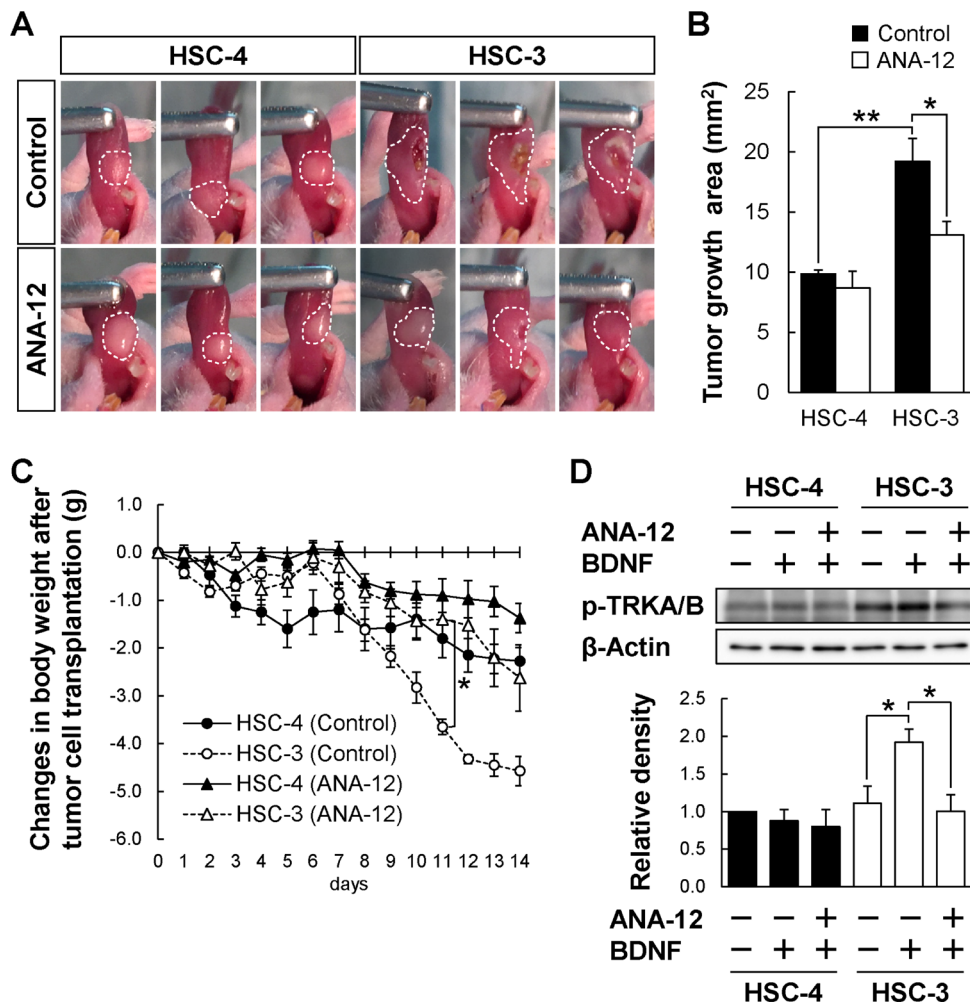 A
HSC-4 HSC-3
Control
ANA-12
B
Control
ANA-12
Tumor growth area (mm²)
25
20
15
10
5
0
** *
HSC-4 HSC-3
C
Changes in body weight after
tumor cell transplantation (g)
1.0
0.0
-1.0
-2.0
-3.0
-4.0
-5.0
-6.0
*
HSC-4 (Control)
HSC-3 (Control)
HSC-4 (ANA-12)
HSC-3 (ANA-12)
0 1 2 3 4 5 6 7 8 9 10 11 12 13 14
days
D
HSC-4 HSC-3
ANA-12 − − + − − +
BDNF − + + − + +
p-TRKA/B
β-Actin
Relative density
2.5
2.0
1.5
1.0
0.5
0.0
* *
ANA-12 − − + − − +
BDNF − + + − + +
HSC-4 HSC-3